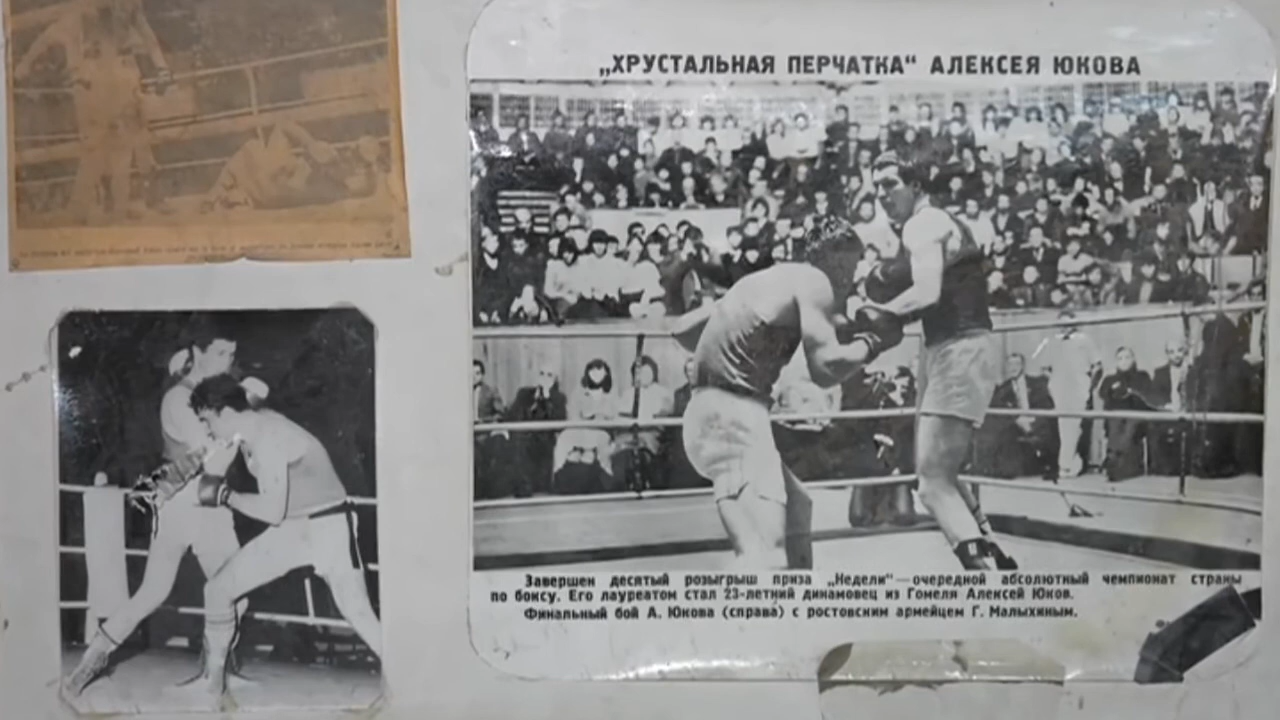 „ХРУСТАЛЬНАЯ ПЕРЧАТКА“ АЛЕКСЕЯ ЮКОВА
Завершен десятый розыгрыш приза „Недели“—очередной абсолютный чемпионат страны
по боксу. Его лауреатом стал 23-летний динамовец из Гомеля Алексей Юков.
Финальный бой А. Юкова (справа) с ростовским армейцем Г. Малыхиным.